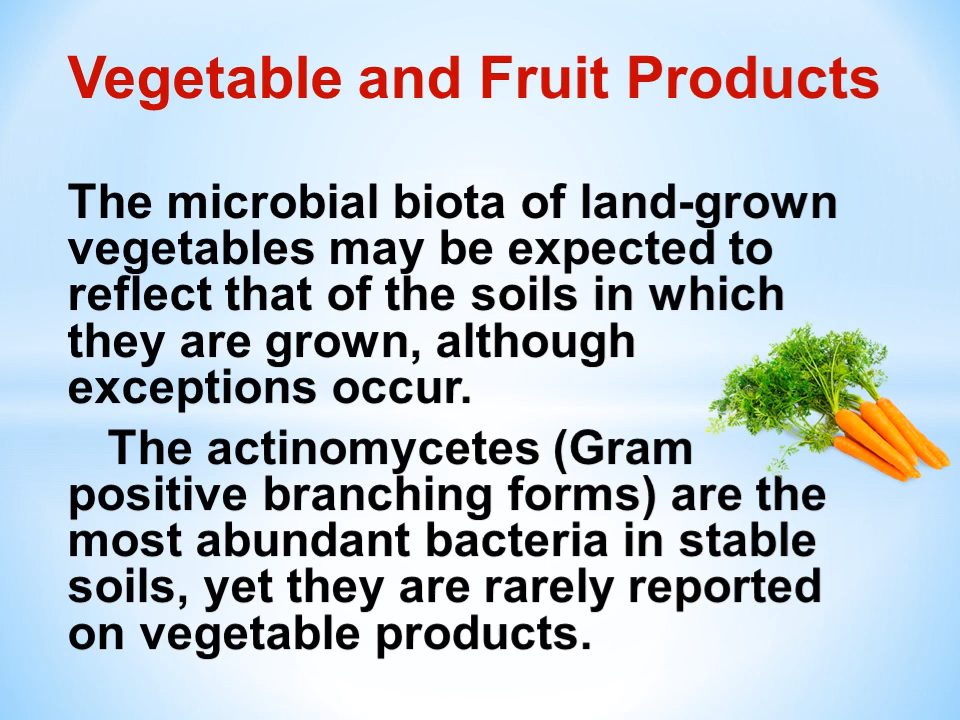 Vegetable and Fruit Products
The microbial biota of land-grown
vegetables may be expected to
reflect that of the soils in which
they are grown, although
exceptions occur.
The actinomycetes (Gram
positive branching forms) are the
most abundant bacteria in stable
soils, yet they are rarely reported
on vegetable products.